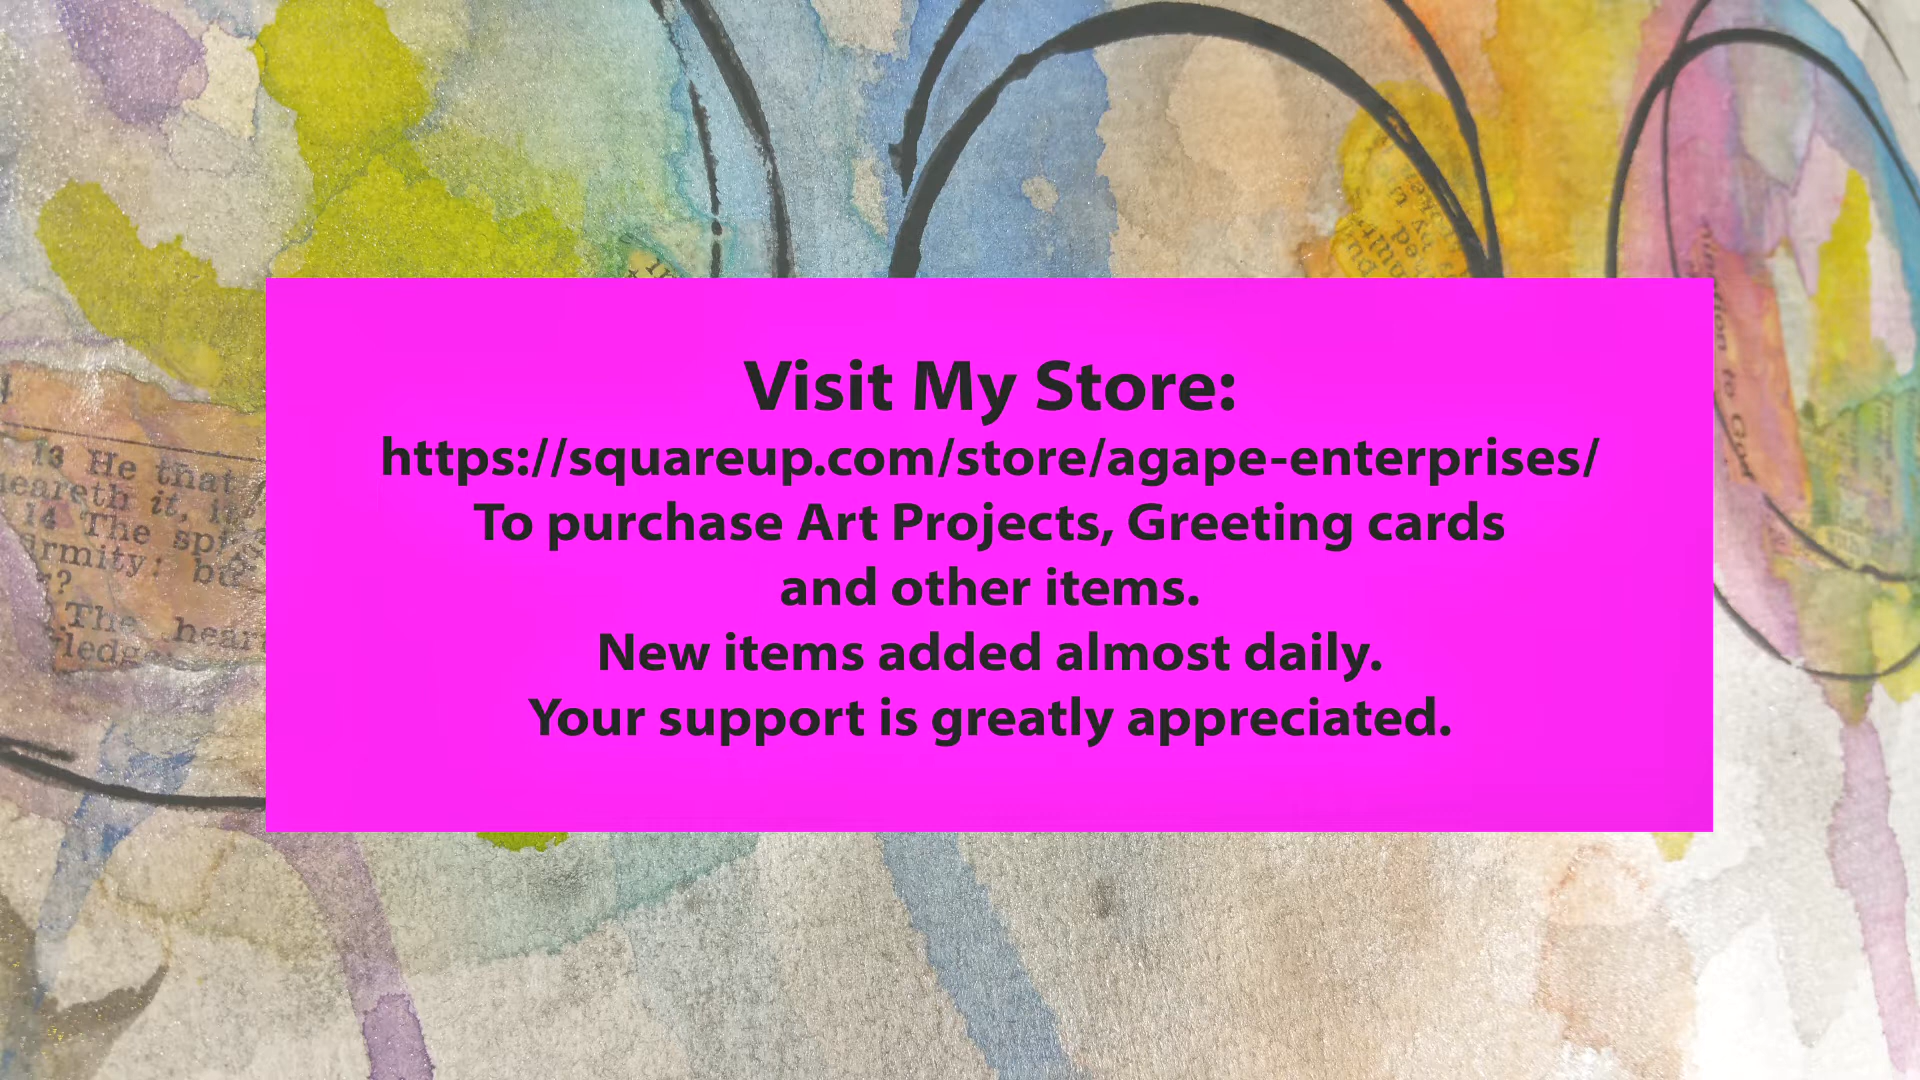 Visit My Store:
https://squareup.com/store/agape-enterprises/
To purchase Art Projects, Greeting cards
and other items.
New items added almost daily.
Your support is greatly appreciated.
13 He that
heareth it,
14 The
The